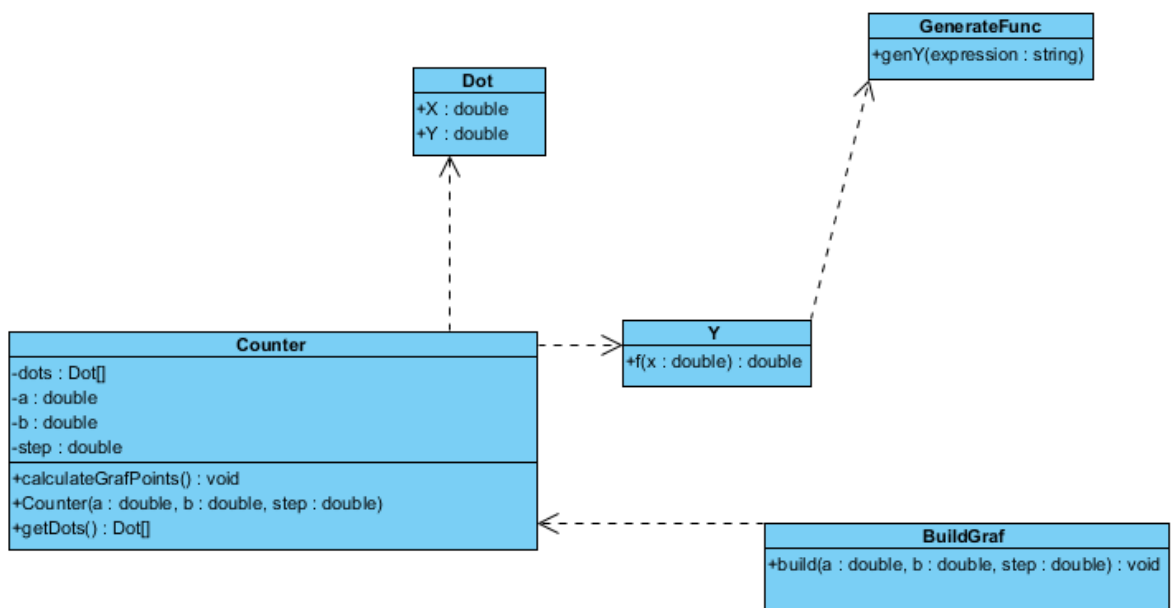 GenerateFunc
+genY(expression : string)
Dot
+X : double
+Y : double
Counter
-dots : Dot[]
-a : double
-b : double
-step : double
+calculateGrafPoints() : void
+Counter(a : double, b : double, step : double)
+getDots() : Dot[]
Y
+f(x : double) : double
BuildGraf
+build(a : double, b : double, step : double) : void